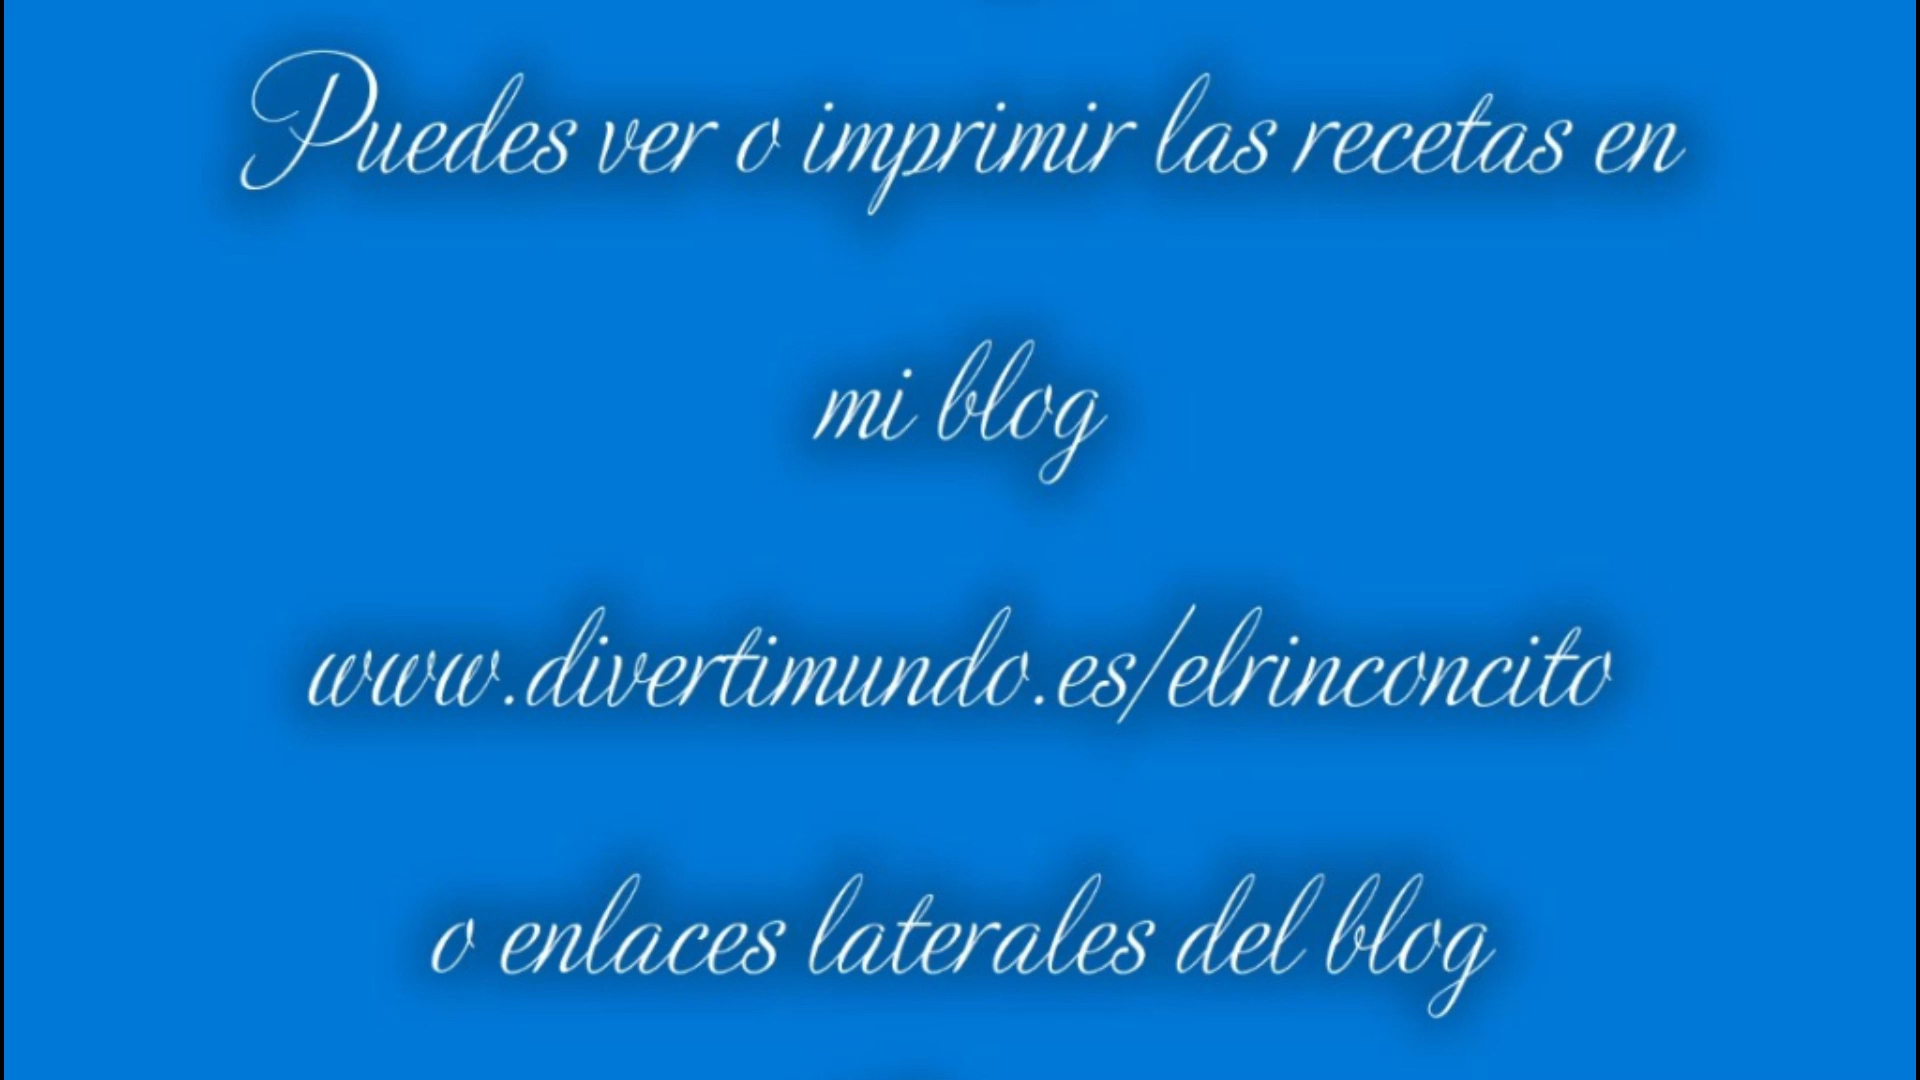 Puedes ver o imprimir las recetas en
mi blog
www.divertimundo.es/elrinconcito
o enlaces laterales del blog